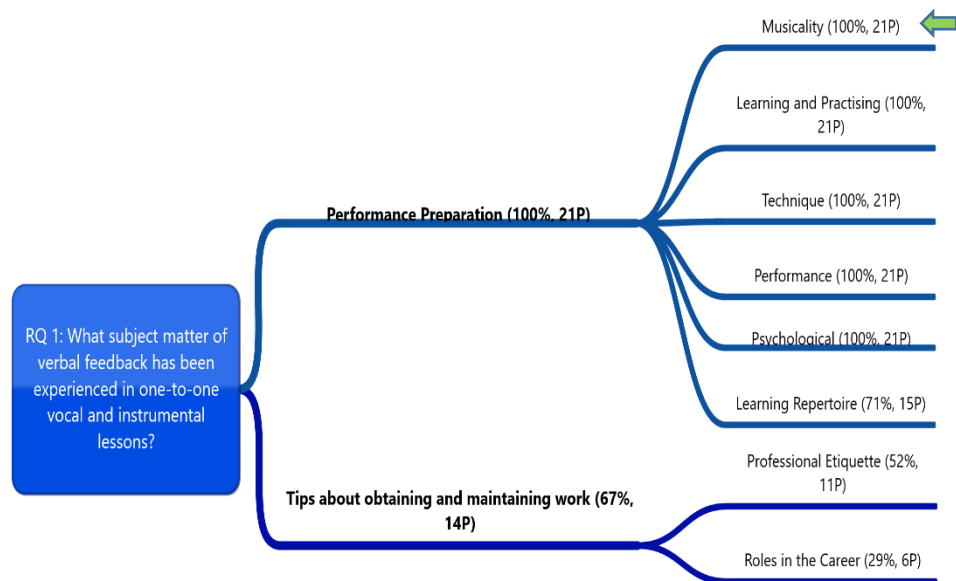 Musicality (100%, 21P)
Learning and Practising (100%,
21P)
Technique (100%, 21P)
Performance Preparation (100%, 21P)
Performance (100%, 21P)
Psychological (100%, 21P)
RQ 1: What subject matter of
verbal feedback has been
experienced in one-to-one
vocal and instrumental
lessons?
Learning Repertoire (71%, 15P)
Professional Etiquette (52%,
11P)
Tips about obtaining and maintaining work (67%,
14P)
Roles in the Career (29%, 6P)